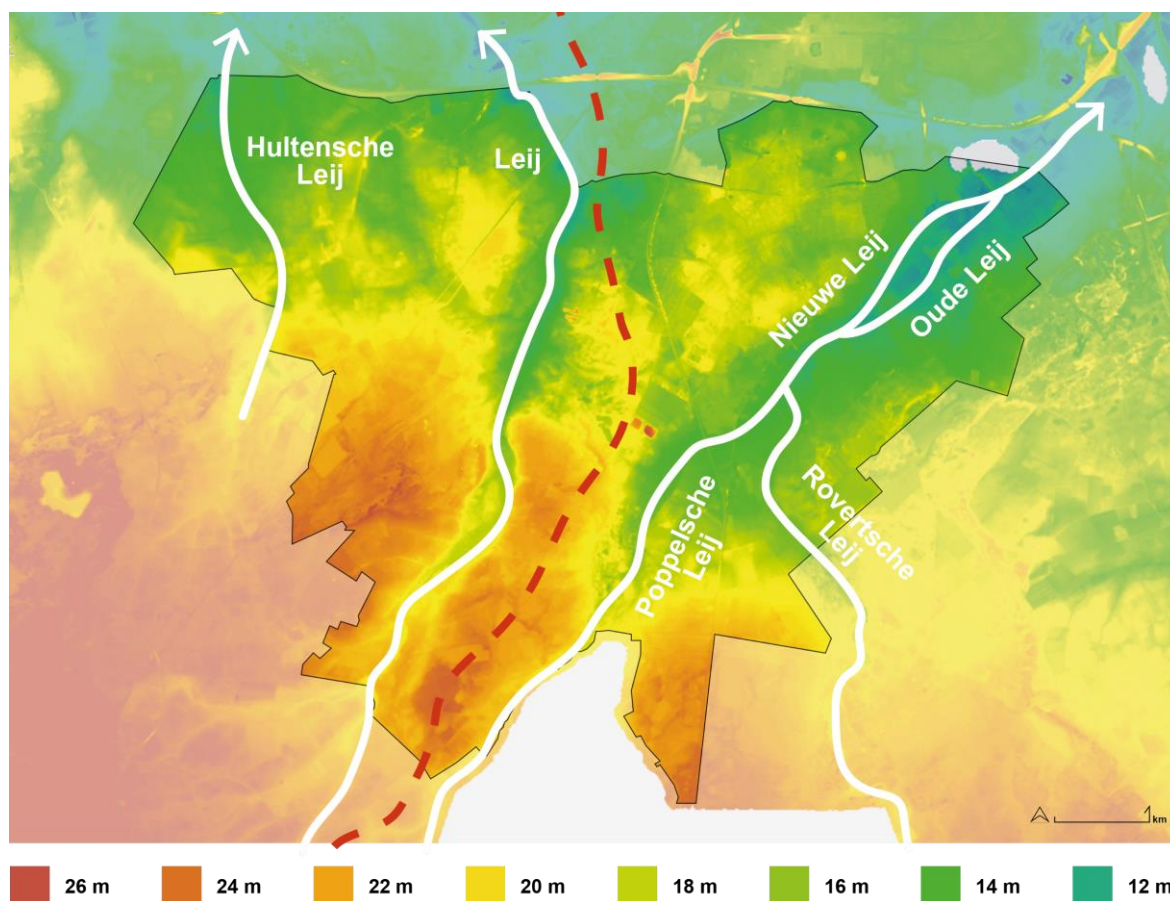 Hultensche
Leij
Leij
Nieuwe Leij
Oude Leij
Poppelsche
Leij
Rovertsche
Leij
1
km
26 m
24 m
22 m
20 m
18 m
16 m
14 m
12 m